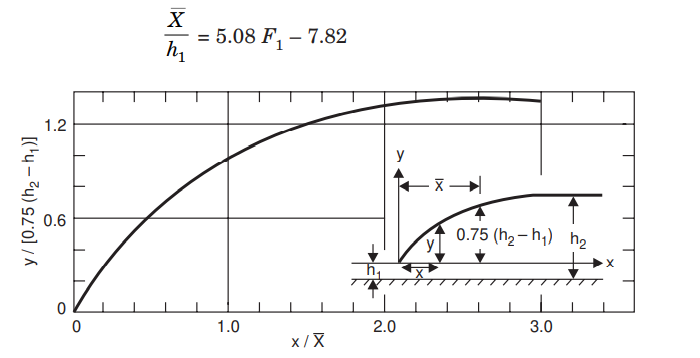 X̅
h₁ = 5.08 F₁ – 7.82
y / [0.75 (h₂ – h₁)]
1.2
0.6
0
0 1.0 2.0 3.0
x / X̅
y
x̅
y 0.75 (h₂ – h₁) h₂
h₁ x x